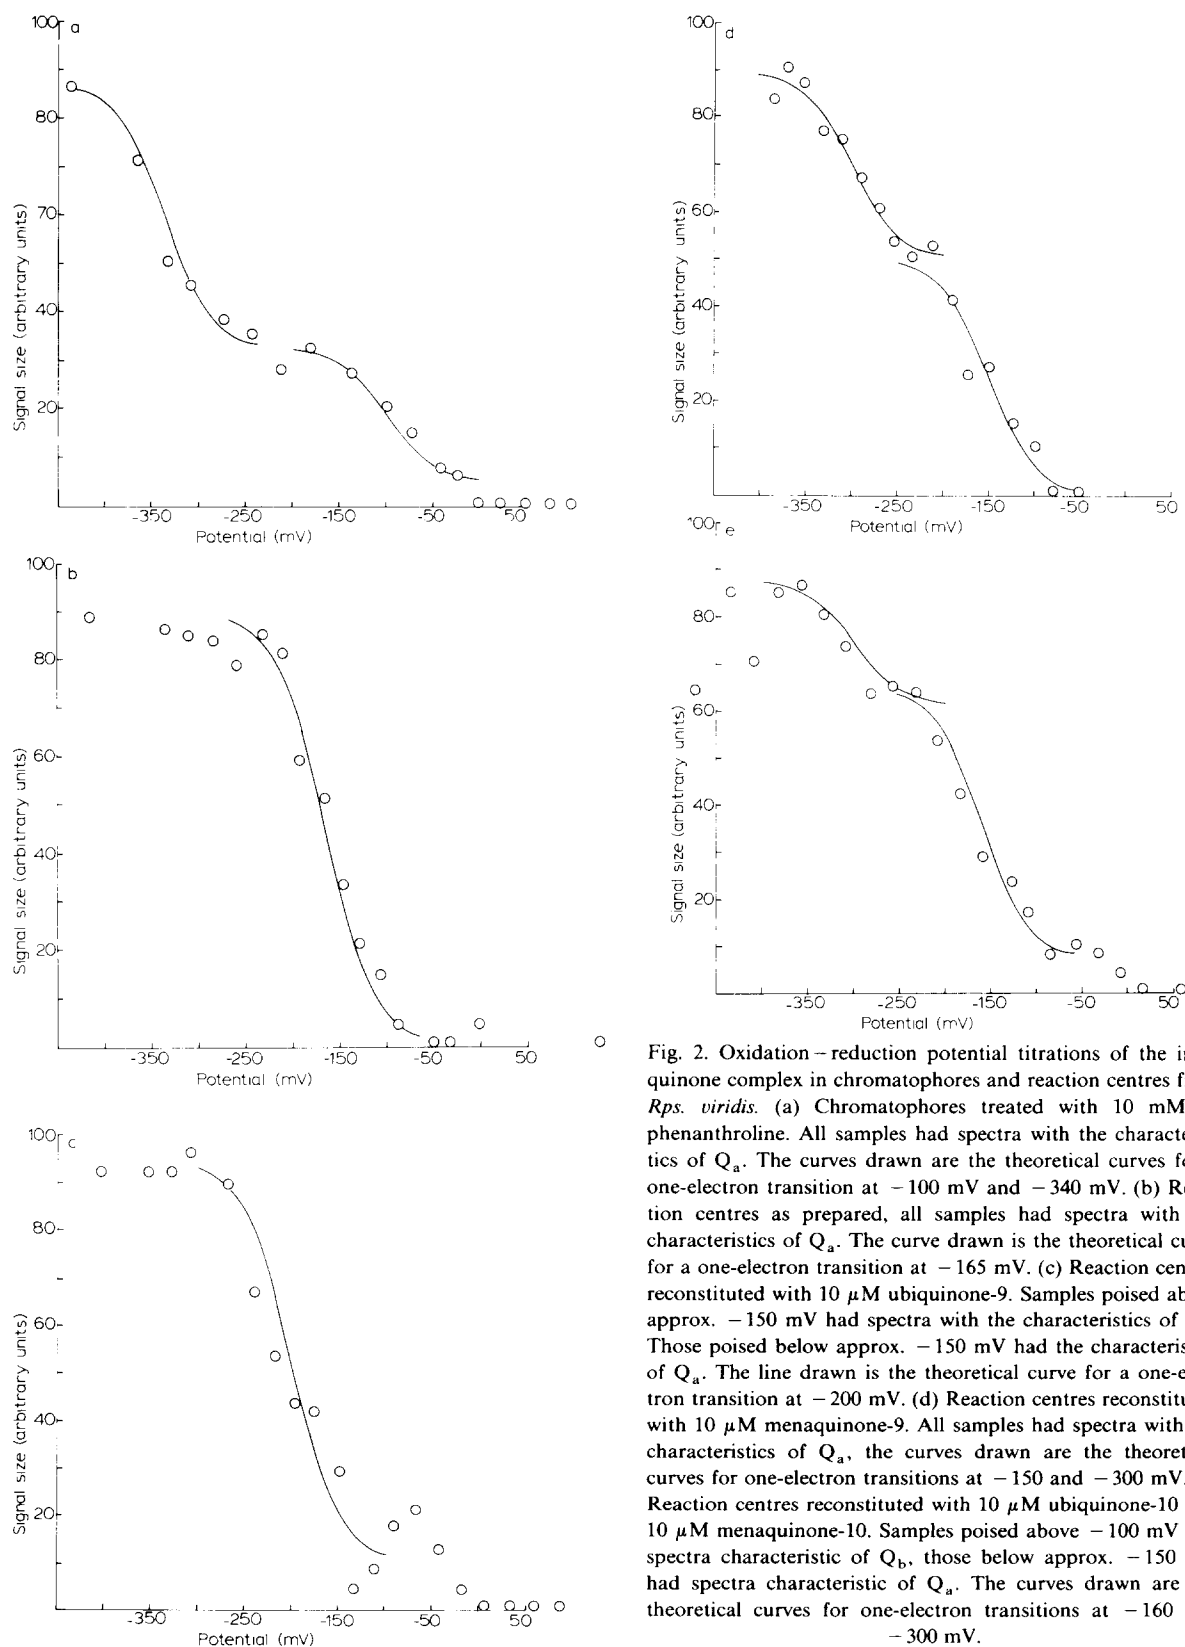 100
a
80
70
40
20
Signal size (arbitrary units)
-350
-250
-150
-50
50
Potential (mV)
100
b
80
60
40
20
Signal size (arbitrary units)
-350
-250
-150
-50
50
Potential (mV)
100
c
80
60
40
20
Signal size (arbitrary units)
-350
-250
-150
-50
50
Potential (mV)
100
d
80
60
40
20
Signal size (arbitrary units)
-350
-250
-150
-50
50
Potential (mV)
100
e
80
60
40
20
Signal size (arbitrary units)
-350
-250
-150
-50
50
Potential (mV)
Fig. 2. Oxidation–reduction potential titrations of the
quinone complex in chromatophores and reaction centres
Rps. viridis. (a) Chromatophores treated with 10 mM
phenanthroline. All samples had spectra with the
tics of Qa. The curves drawn are the theoretical curves
one-electron transition at −100 mV and −340 mV. (b)
tion centres as prepared, all samples had spectra with
characteristics of Qa. The curve drawn is the theoretical
for a one-electron transition at −165 mV. (c) Reaction
reconstituted with 10 μM ubiquinone-9. Samples poised
approx. −150 mV had spectra with the characteristics of
Those poised below approx. −150 mV had the
of Qa. The line drawn is the theoretical curve for a
tron transition at −200 mV. (d) Reaction centres
with 10 μM menaquinone-9. All samples had spectra with
characteristics of Qa, the curves drawn are the
curves for one-electron transitions at −150 and −300 mV.
Reaction centres reconstituted with 10 μM ubiquinone-10
10 μM menaquinone-10. Samples poised above −100 mV
spectra characteristic of Qb, those below approx. −150
had spectra characteristic of Qa. The curves drawn are
theoretical curves for one-electron transitions at −160
−300 mV.